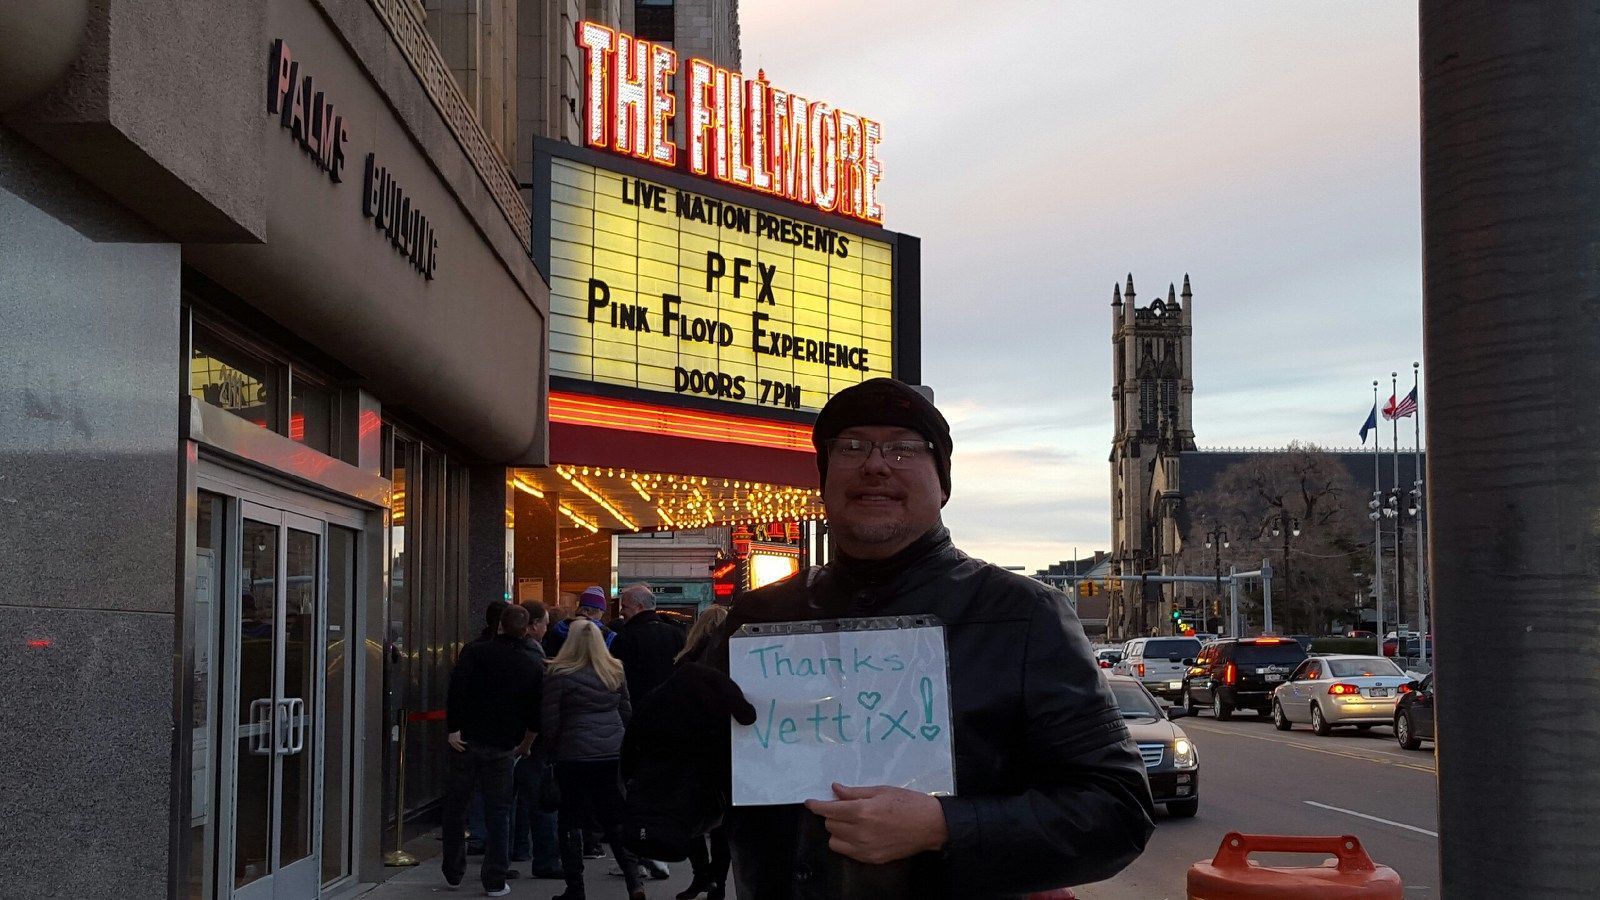 PALMS BUILDING
THE FILLMORE
LIVE NATION PRESENTS
PFX
PINK FLOYD EXPERIENCE
DOORS 7PM
Thanks
Vettix!